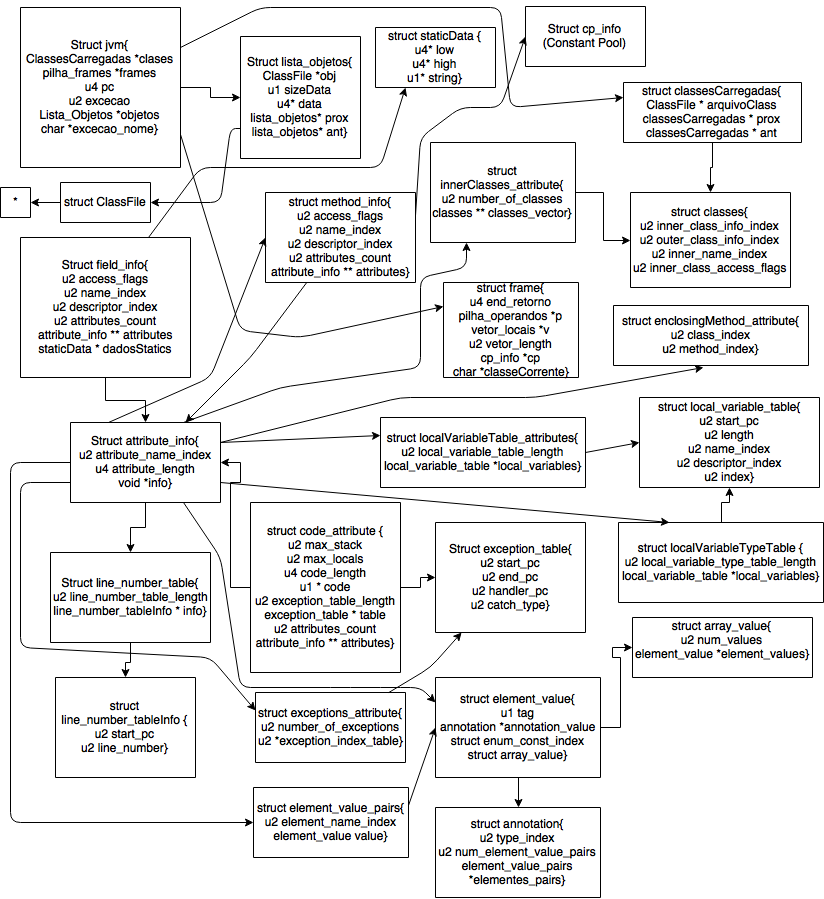 Struct jvm{
ClassesCarregadas *clases
pilha_frames *frames
u4 pc
u2 excecao
Lista_Objetos *objetos
char *excecao_nome}
Struct lista_objetos{
ClassFile *obj
u1 sizeData
u4* data
lista_objetos* prox
lista_objetos* ant}
struct staticData {
u4* low
u4* high
u1* string}
Struct cp_info
(Constant Pool)
struct classesCarregadas{
ClassFile * arquivoClass
classesCarregadas * prox
classesCarregadas * ant
*
struct ClassFile
struct method_info{
u2 access_flags
u2 name_index
u2 descriptor_index
u2 attributes_count
attribute_info ** attributes}
struct
innerClasses_attribute{
u2 number_of_classes
classes ** classes_vector}
struct classes{
u2 inner_class_info_index
u2 outer_class_info_index
u2 inner_name_index
u2 inner_class_access_flags
Struct field_info{
u2 access_flags
u2 name_index
u2 descriptor_index
u2 attributes_count
attribute_info ** attributes
staticData * dadosStatics
struct frame{
u4 end_retorno
pilha_operandos *p
vetor_locais *v
u2 vetor_length
cp_info *cp
char *classeCorrente}
struct enclosingMethod_attribute{
u2 class_index
u2 method_index}
Struct attribute_info{
u2 attribute_name_index
u4 attribute_length
void *info}
struct localVariableTable_attributes{
u2 local_variable_table_length
local_variable_table *local_variables}
struct local_variable_table{
u2 start_pc
u2 length
u2 name_index
u2 descriptor_index
u2 index}
struct code_attribute {
u2 max_stack
u2 max_locals
u4 code_length
u1 * code
u2 exception_table_length
exception_table * table
u2 attributes_count
attribute_info ** attributes}
Struct exception_table{
u2 start_pc
u2 end_pc
u2 handler_pc
u2 catch_type}
struct localVariableTypeTable {
u2 local_variable_type_table_length
local_variable_table *local_variables}
Struct line_number_table{
u2 line_number_table_length
line_number_tableInfo * info}
struct array_value{
u2 num_values
element_value *element_values}
struct
line_number_tableInfo {
u2 start_pc
u2 line_number}
struct exceptions_attribute{
u2 number_of_exceptions
u2 *exception_index_table}
struct element_value{
u1 tag
annotation *annotation_value
struct enum_const_index
struct array_value}
struct element_value_pairs{
u2 element_name_index
element_value value}
struct annotation{
u2 type_index
u2 num_element_value_pairs
element_value_pairs
*elementes_pairs}